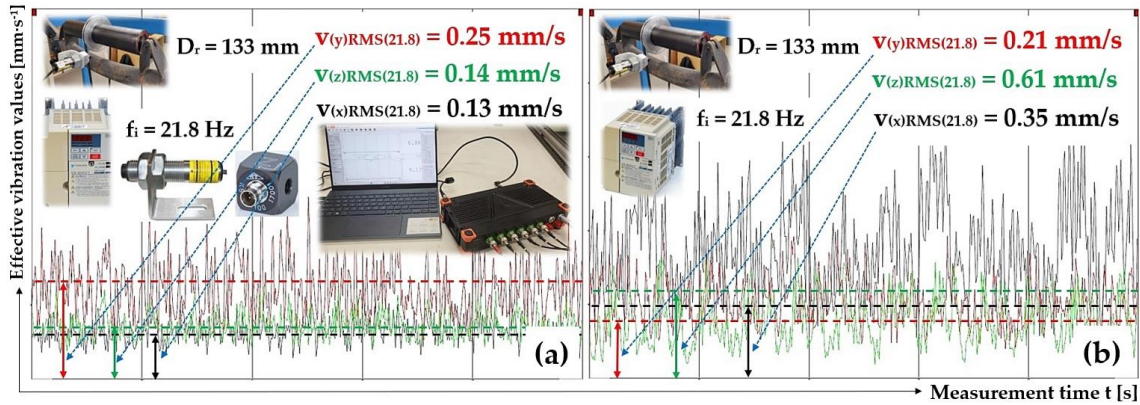 Effective vibration values [mm·s⁻¹]
Dᵣ = 133 mm
v(y)RMS(21.8) = 0.25 mm/s
v(z)RMS(21.8) = 0.14 mm/s
v(x)RMS(21.8) = 0.13 mm/s
fᵢ = 21.8 Hz
(a)
Dᵣ = 133 mm
v(y)RMS(21.8) = 0.21 mm/s
v(z)RMS(21.8) = 0.61 mm/s
v(x)RMS(21.8) = 0.35 mm/s
fᵢ = 21.8 Hz
(b)
Measurement time t [s]